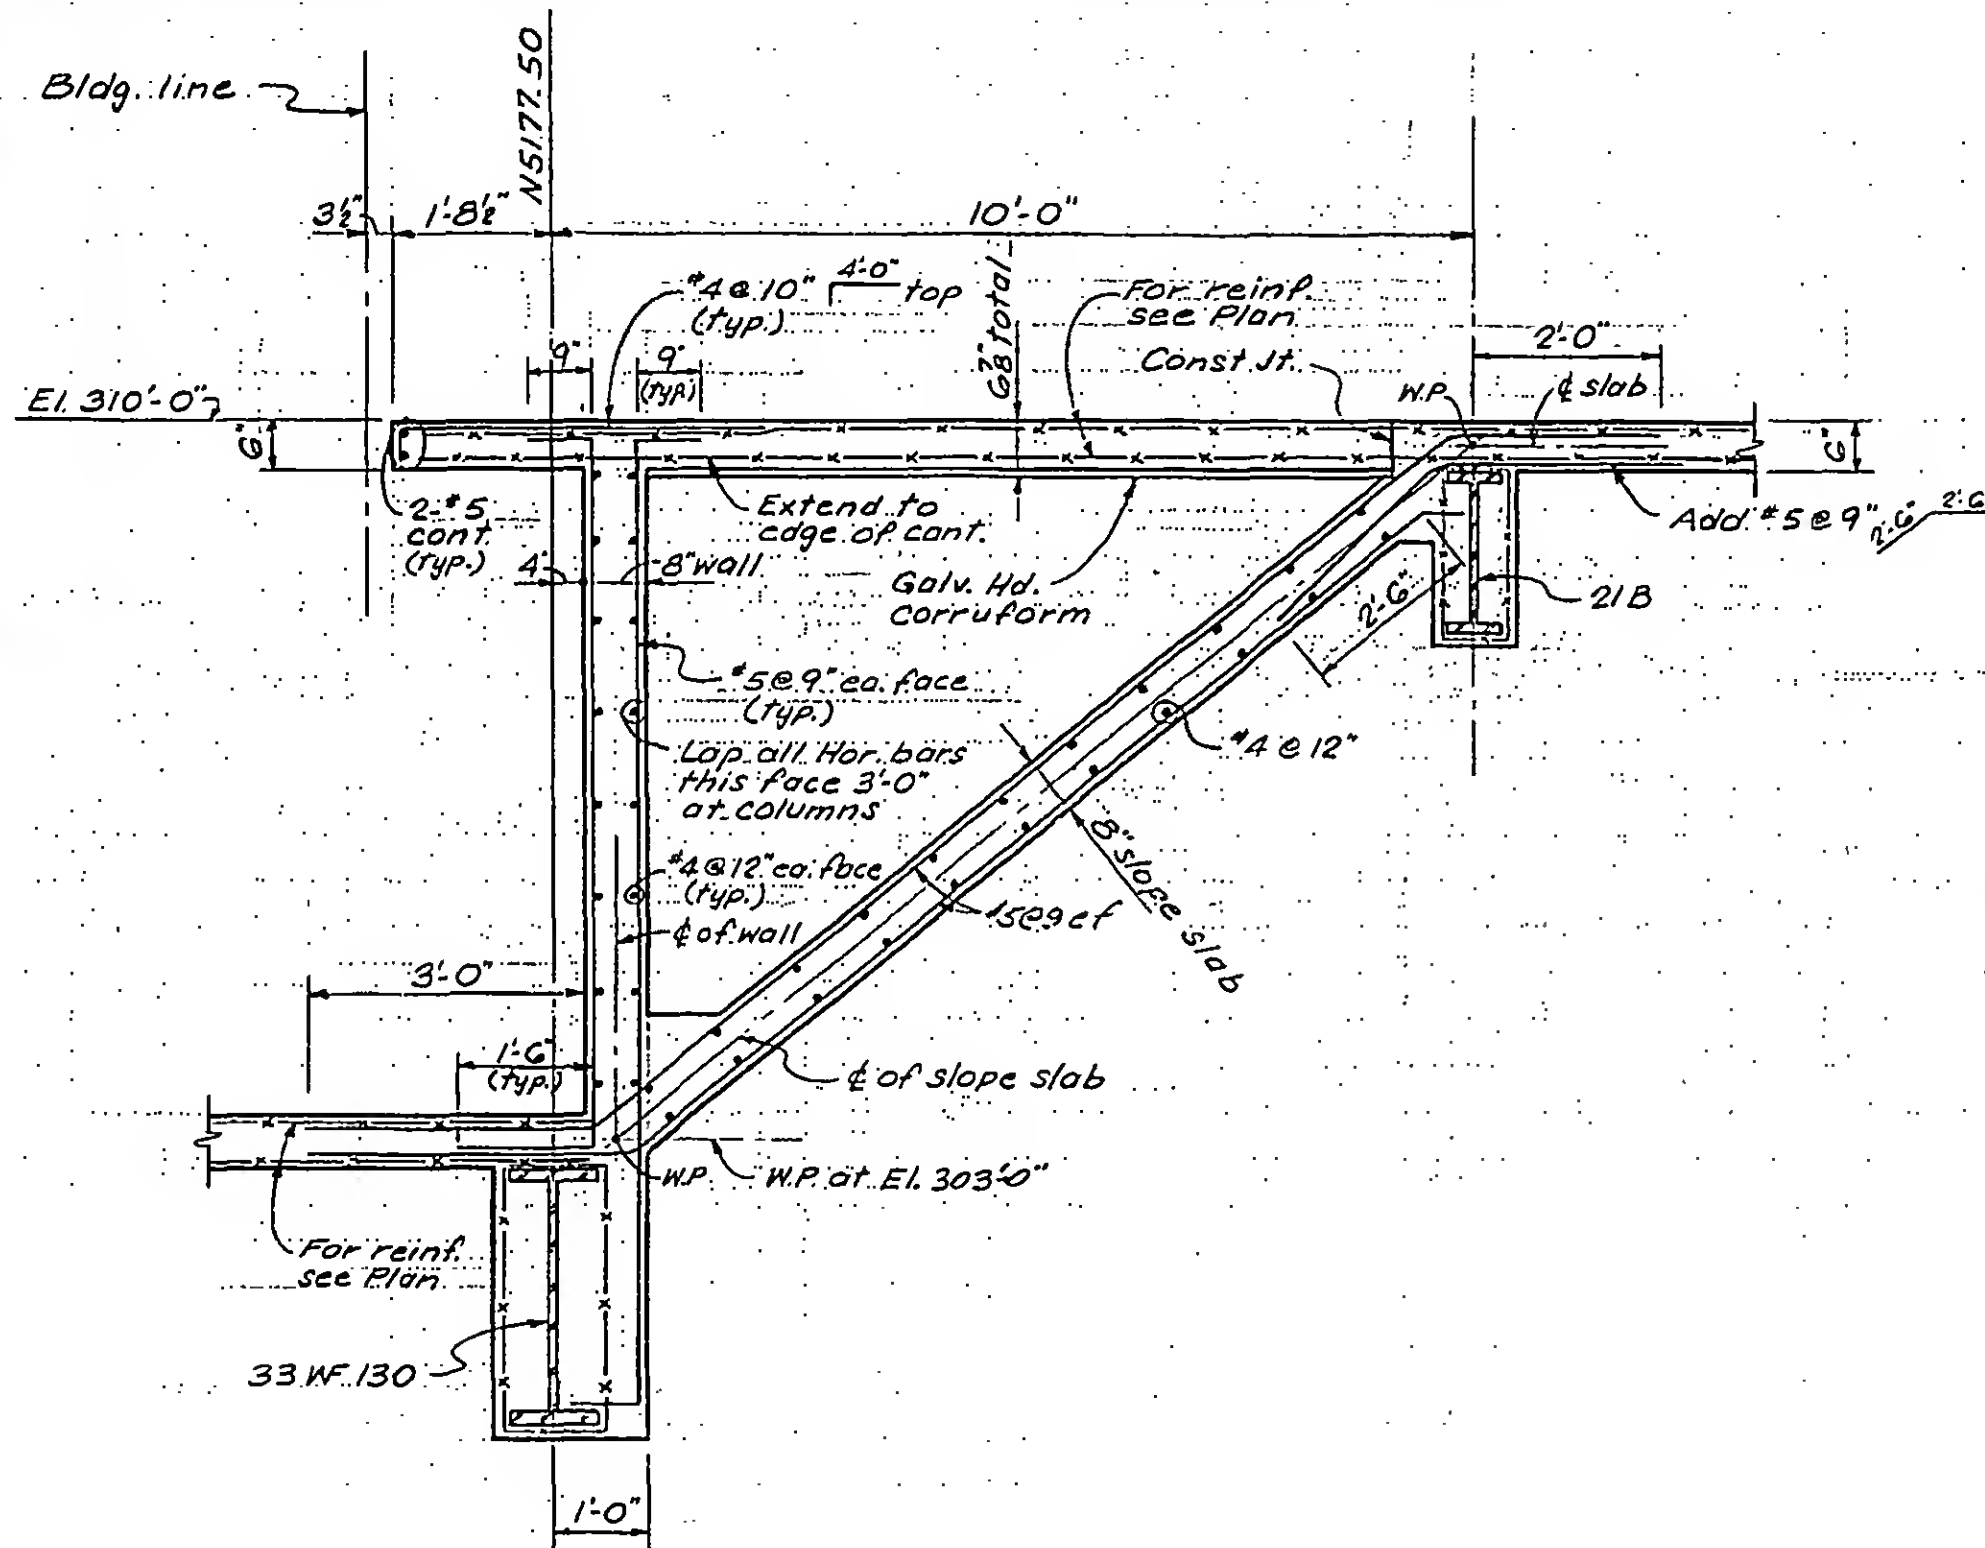 Bldg. line
N5177.50
3½"
1'-8½"
10'-0"
#4 @ 10" 4'-0" top
(typ.)
6⅞" total
For reinf.
see Plan
Const. Jt.
2'-0"
9"
9"
(typ.)
W.P.
¢ slab
El. 310'-0"
6"
6"
2-#5
cont.
(typ.)
Extend to
edge of cant.
4"
8" wall
Galv. Hd.
corruform
Add. #5 @ 9" 2'-6" 2'-6
2'-6"
21B
#5 @ 9" ea. face
(typ.)
Lap all Hor. bars
this face 3'-0"
at columns
#4 @ 12"
#4 @ 12" ea. face
(typ.)
8" slope slab
#5@9 ef
¢ of wall
3'-0"
1'-6"
(typ.)
¢ of slope slab
W.P.
W.P. at El. 303'-0"
For reinf.
see Plan
33 WF 130
1'-0"